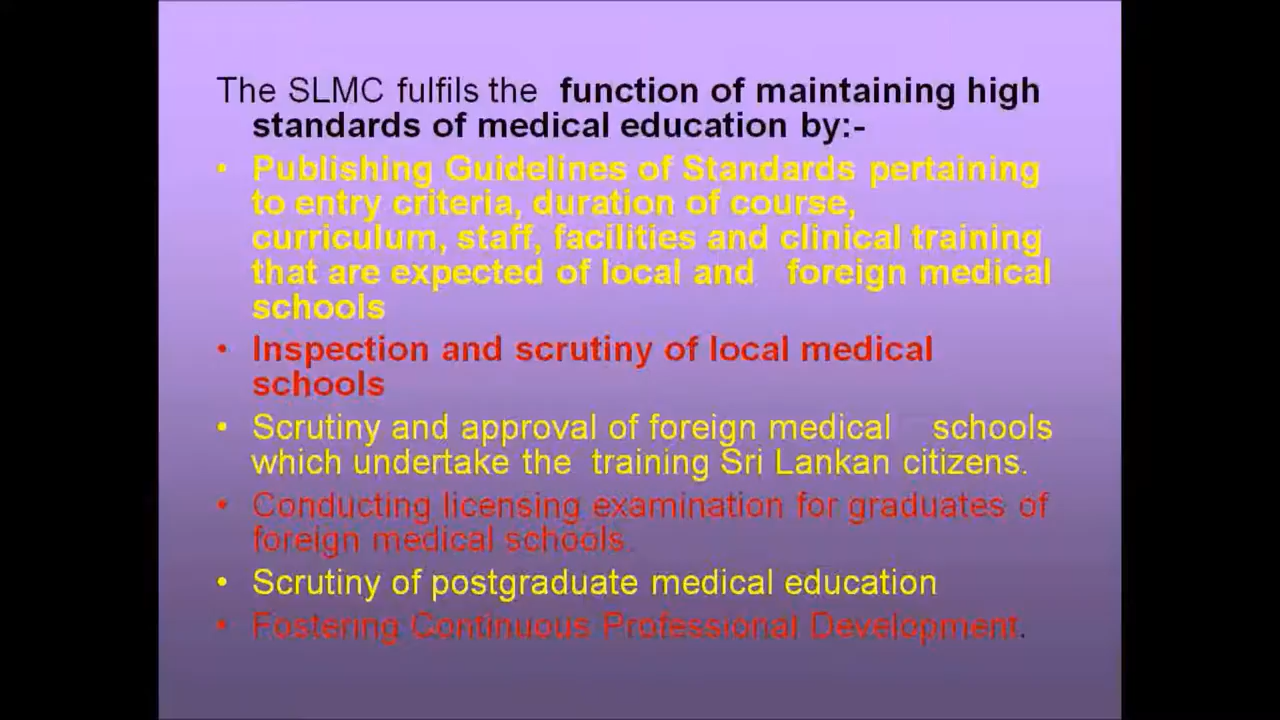 The SLMC fulfils the function of maintaining high
standards of medical education by:-
• Publishing Guidelines of Standards pertaining
to entry criteria, duration of course,
curriculum, staff, facilities and clinical training
that are expected of local and foreign medical
schools
• Inspection and scrutiny of local medical
schools
• Scrutiny and approval of foreign medical schools
which undertake the training Sri Lankan citizens.
• Conducting licensing examination for graduates of
foreign medical schools.
• Scrutiny of postgraduate medical education
• Fostering Continuous Professional Development.